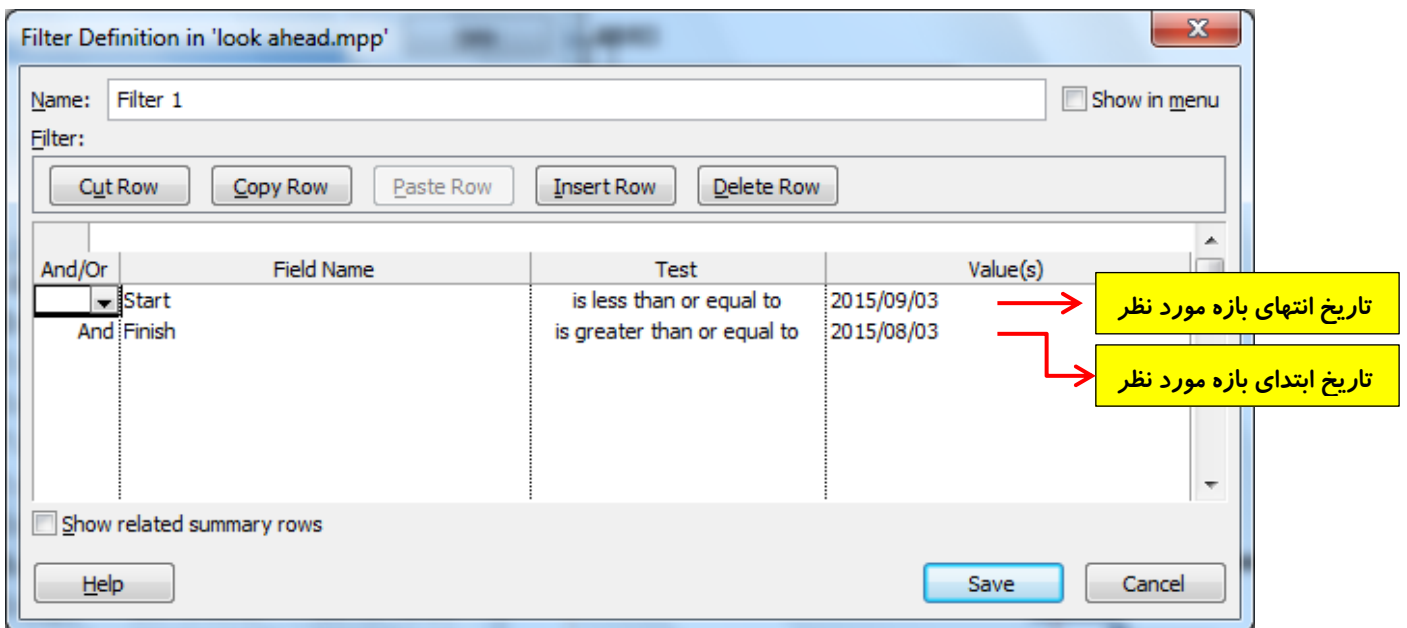 Filter Definition in 'look ahead.mpp'
Name: Filter 1 Show in menu
Filter:
Cut Row Copy Row Paste Row Insert Row Delete Row
And/Or Field Name Test Value(s)
Start is less than or equal to 2015/09/03
تاریخ انتهای بازه مورد نظر
And Finish is greater than or equal to 2015/08/03
تاریخ ابتدای بازه مورد نظر
Show related summary rows
Help Save Cancel